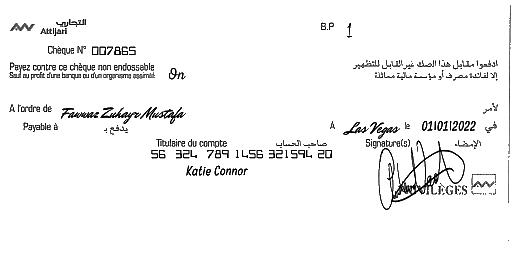 التجاري
Attijari
B.P 1
Chèque N° 007865
Payez contre ce chèque non endossable
Sauf au profit d'une banque ou d'un organisme assimilé
On
ادفعوا مقابل هذا الصك غير القابل للتظهير
إلا لفائدة مصرف أو مؤسسة مالية مماثلة
A l'ordre de Fawwaz Zuhayr Mustafa
لأمر
Payable à يدفع بـ
A Las Vegas le 01/01/2022 في
Titulaire du compte صاحب الحساب
Signature(s) الإمضاء
56 324 789 1456 321594 20
Katie Connor